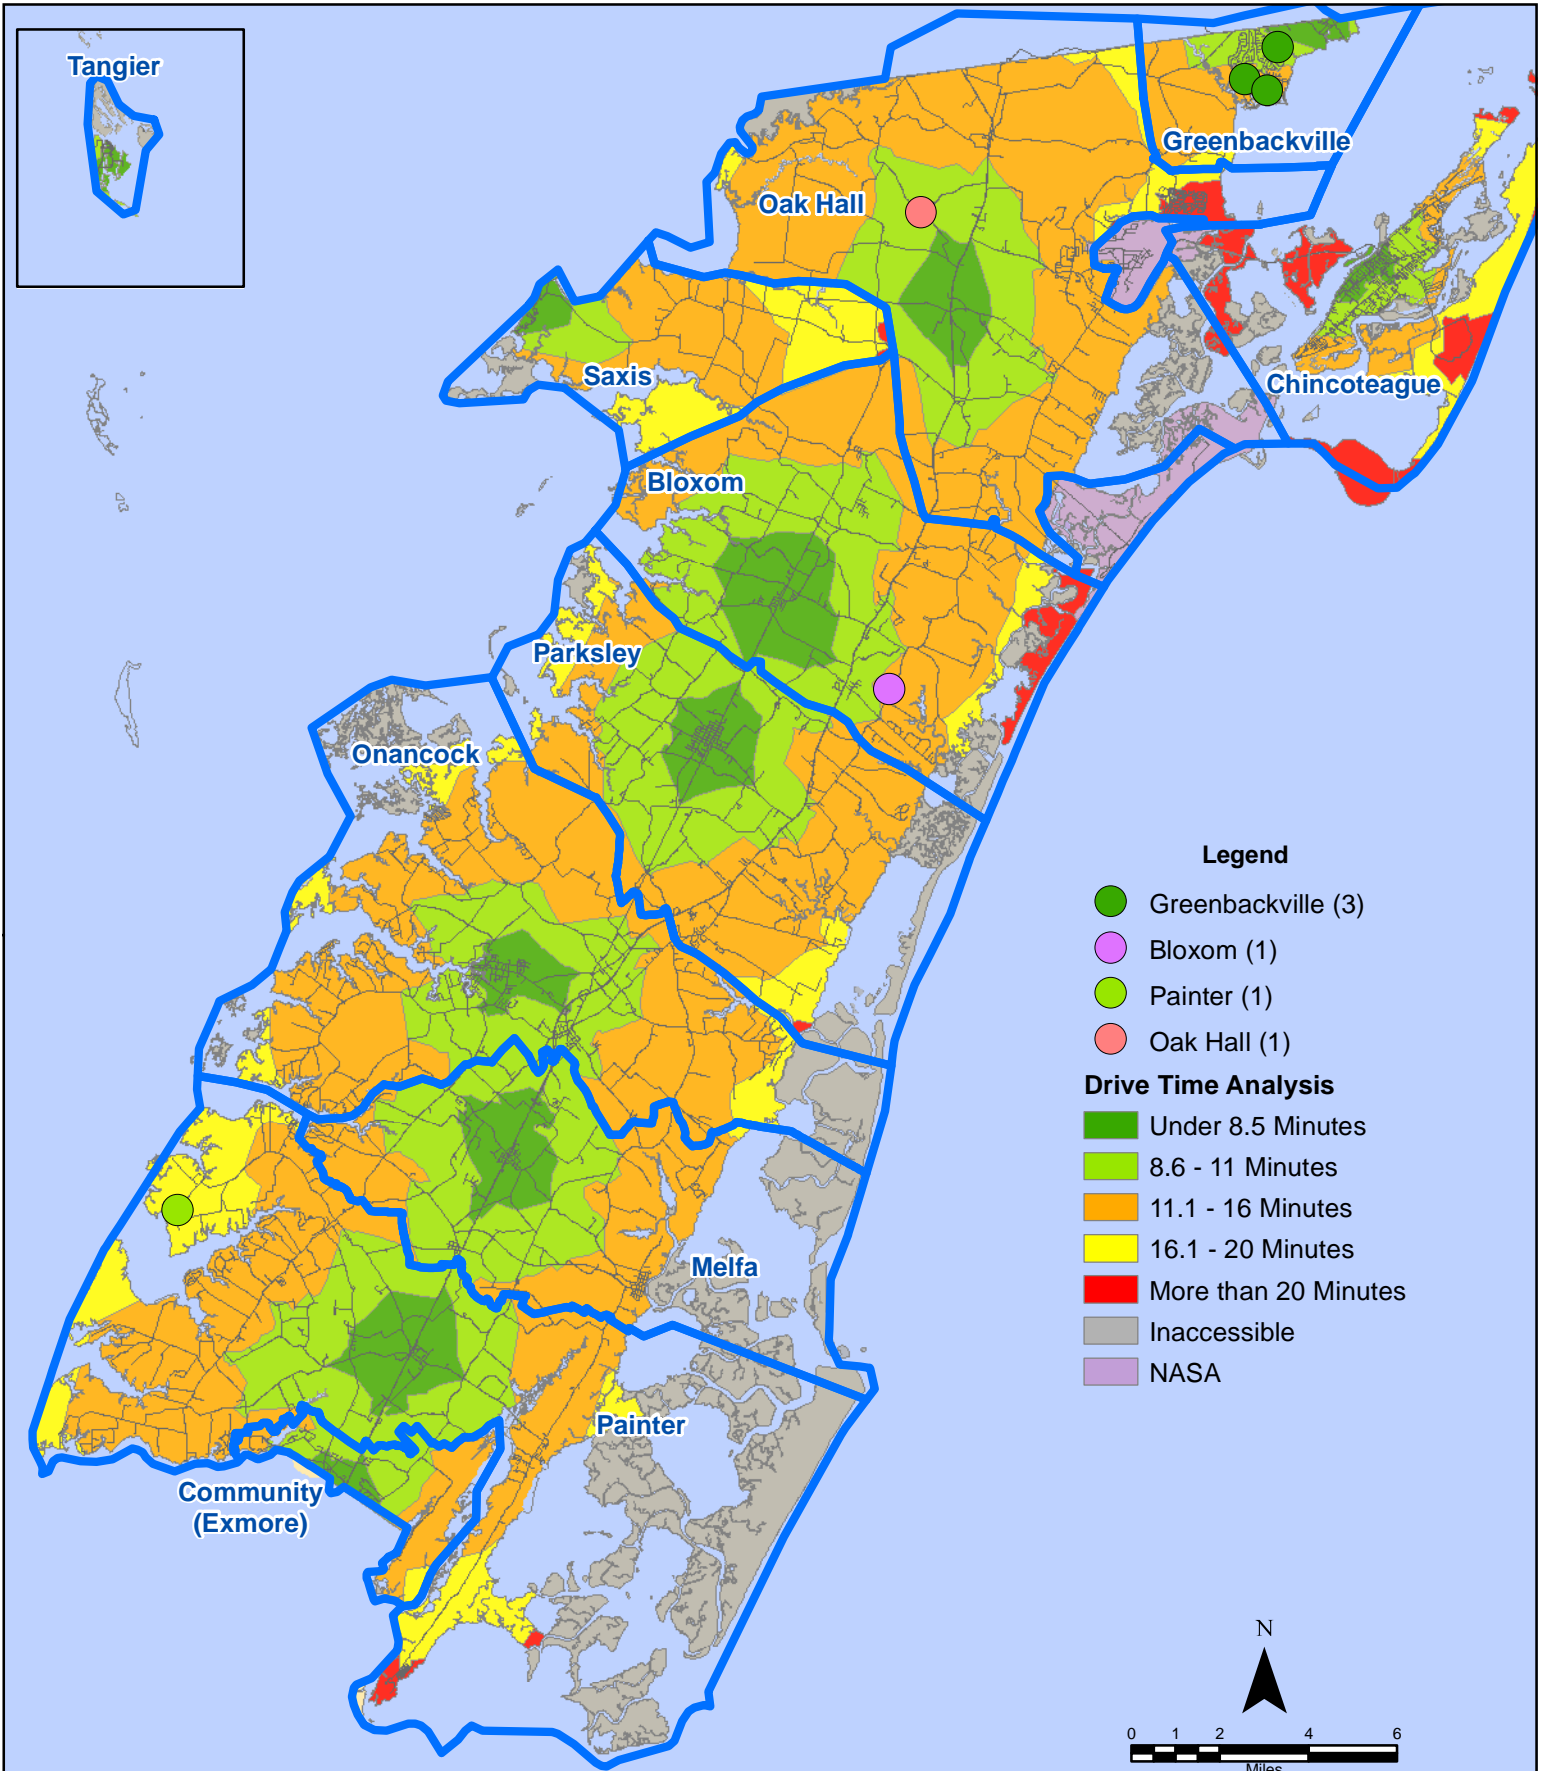 Tangier
Greenbackville
Oak Hall
Saxis
Chincoteague
Bloxom
Parksley
Onancock
Legend
Greenbackville (3)
Bloxom (1)
Painter (1)
Oak Hall (1)
Drive Time Analysis
Under 8.5 Minutes
8.6 - 11 Minutes
11.1 - 16 Minutes
16.1 - 20 Minutes
More than 20 Minutes
Inaccessible
NASA
Melfa
Painter
Community
(Exmore)
N
0 1 2 4 6
Miles